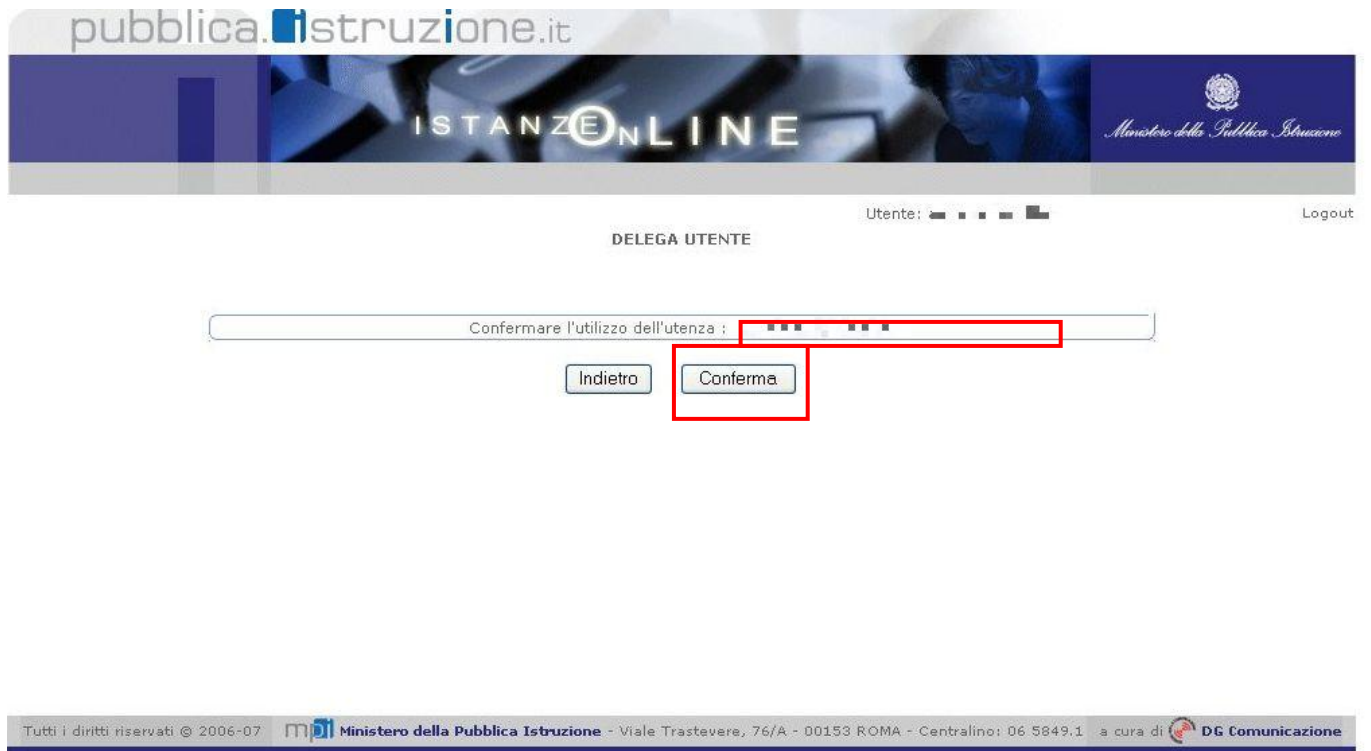 pubblica.istruzione.it
ISTANZE ONLINE
Ministero della Pubblica Istruzione
Utente:
Logout
DELEGA UTENTE
Confermare l'utilizzo dell'utenza :
Indietro
Conferma
Tutti i diritti riservati © 2006-07 mpi Ministero della Pubblica Istruzione - Viale Trastevere, 76/A - 00153 ROMA - Centralino: 06 5849.1 a cura di DG Comunicazione